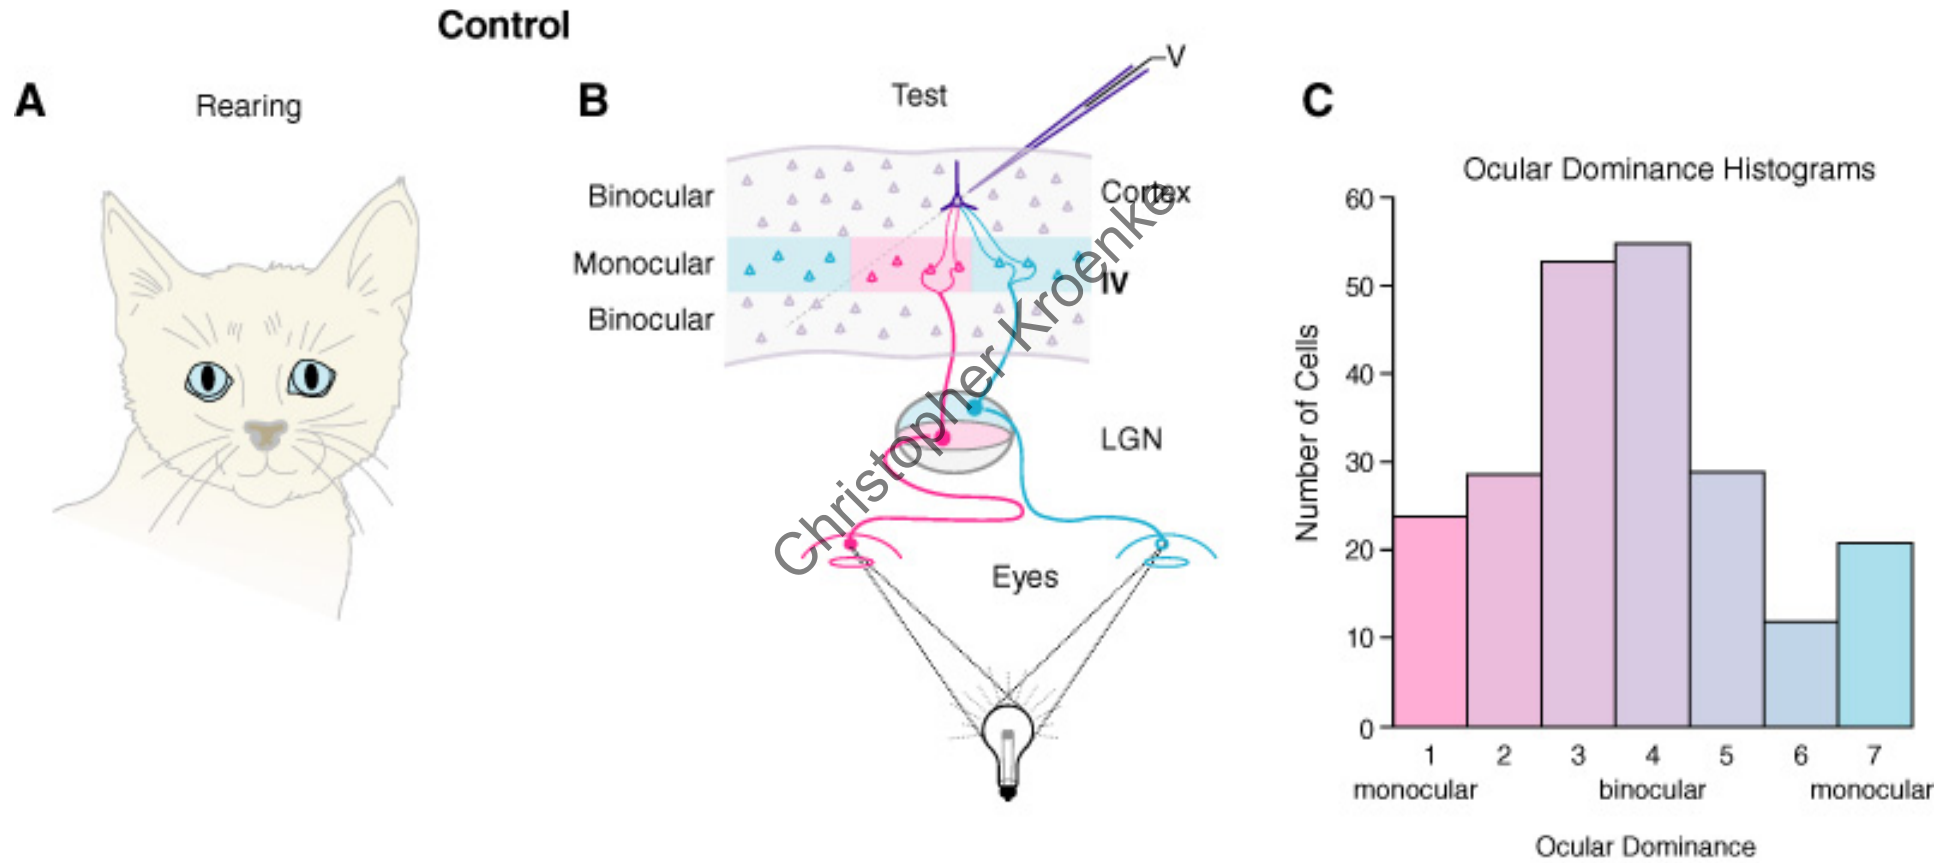 Control
A
Rearing
B
Test
V
Binocular
Monocular
Binocular
Cortex
IV
LGN
Eyes
Christopher Kroenke
C
Ocular Dominance Histograms
Number of Cells
60
50
40
30
20
10
0
1 2 3 4 5 6 7
monocular binocular monocular
Ocular Dominance